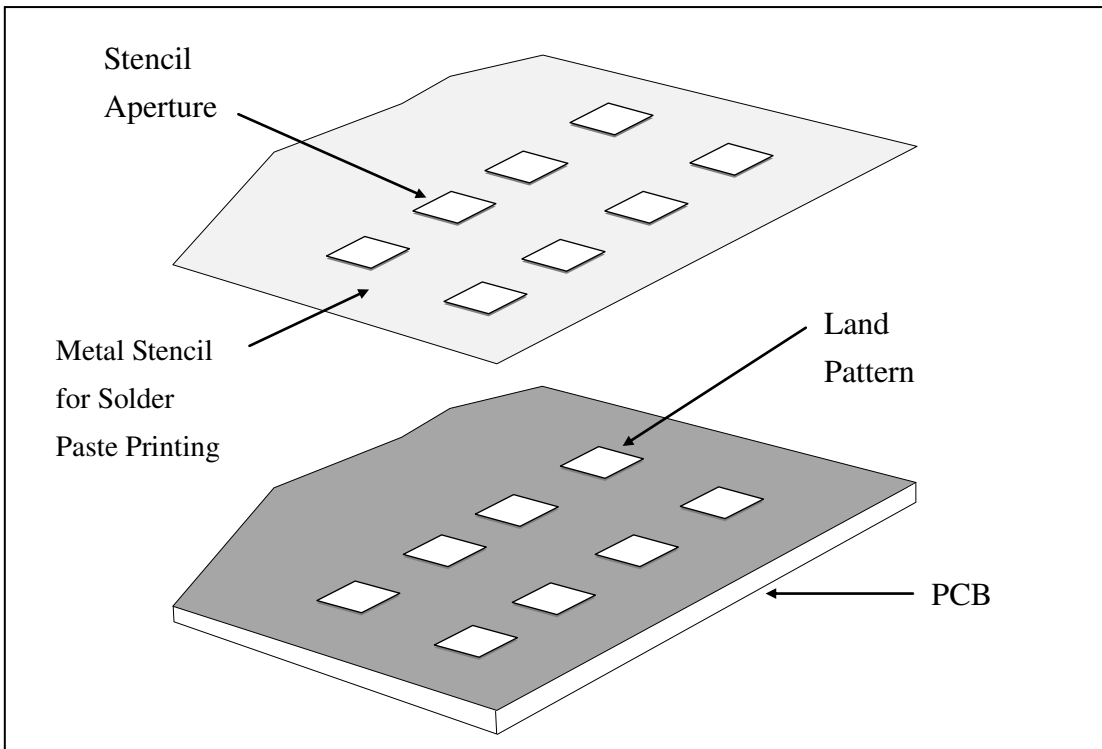 Stencil
Aperture
Metal Stencil
for Solder
Paste Printing
Land
Pattern
PCB